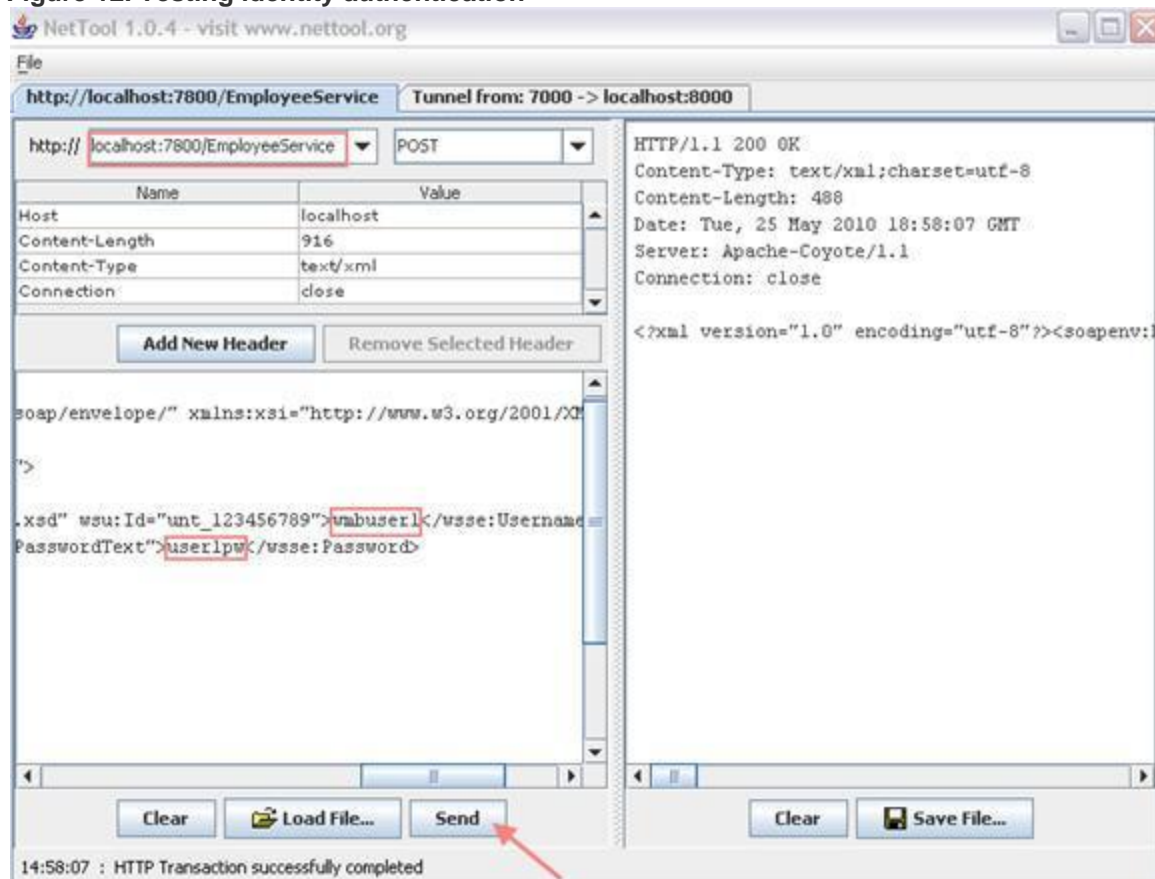 Figure 12. Testing identity authentication
NetTool 1.0.4 - visit www.nettool.org
File
http://localhost:7800/EmployeeService
Tunnel from: 7000 -> localhost:8000
http:// localhost:7800/EmployeeService POST
Name Value
Host localhost
Content-Length 916
Content-Type text/xml
Connection close
Add New Header Remove Selected Header
soap/envelope/" xmlns:xsi="http://www.w3.org/2001/XM
">
.xsd" wsu:Id="unt_123456789">wmbuser1</wsse:Username
PasswordText">user1pw</wsse:Password>
Clear Load File... Send
14:58:07 : HTTP Transaction successfully completed
HTTP/1.1 200 OK
Content-Type: text/xml;charset=utf-8
Content-Length: 488
Date: Tue, 25 May 2010 18:58:07 GMT
Server: Apache-Coyote/1.1
Connection: close
<?xml version="1.0" encoding="utf-8"?><soapenv:
Clear Save File...